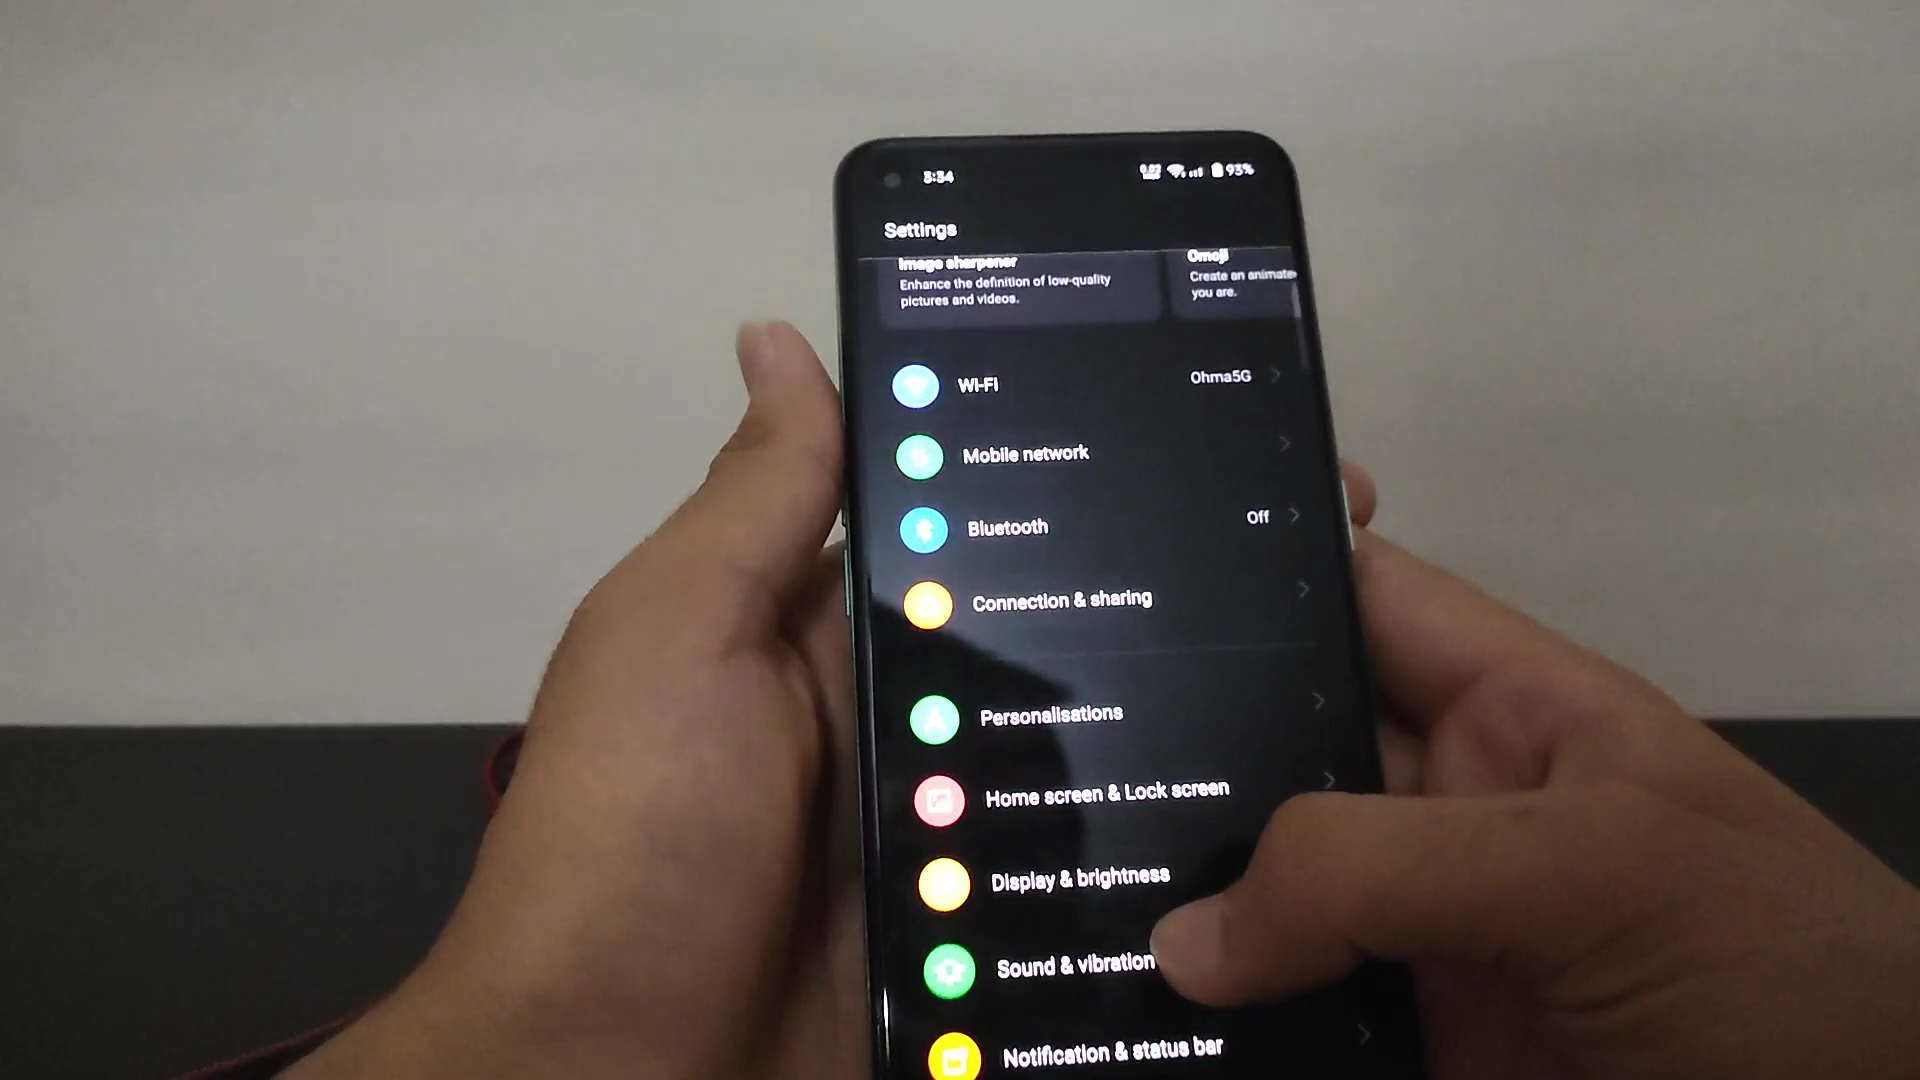 3:34
93%
Settings
Image sharpener
Enhance the definition of low-quality
pictures and videos.
Omoji
Create an animate
you are.
Wi-Fi
Ohma5G
Mobile network
Bluetooth
Off
Connection & sharing
Personalisations
Home screen & Lock screen
Display & brightness
Sound & vibration
Notification & status bar